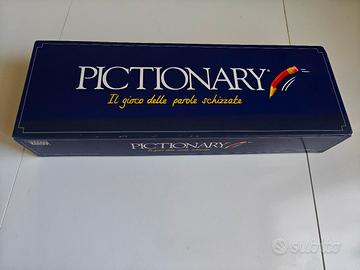 PICTIONARY®
Il gioco delle parole schizzate
PICTIONARY
Il gioco delle parole schizzate
subito